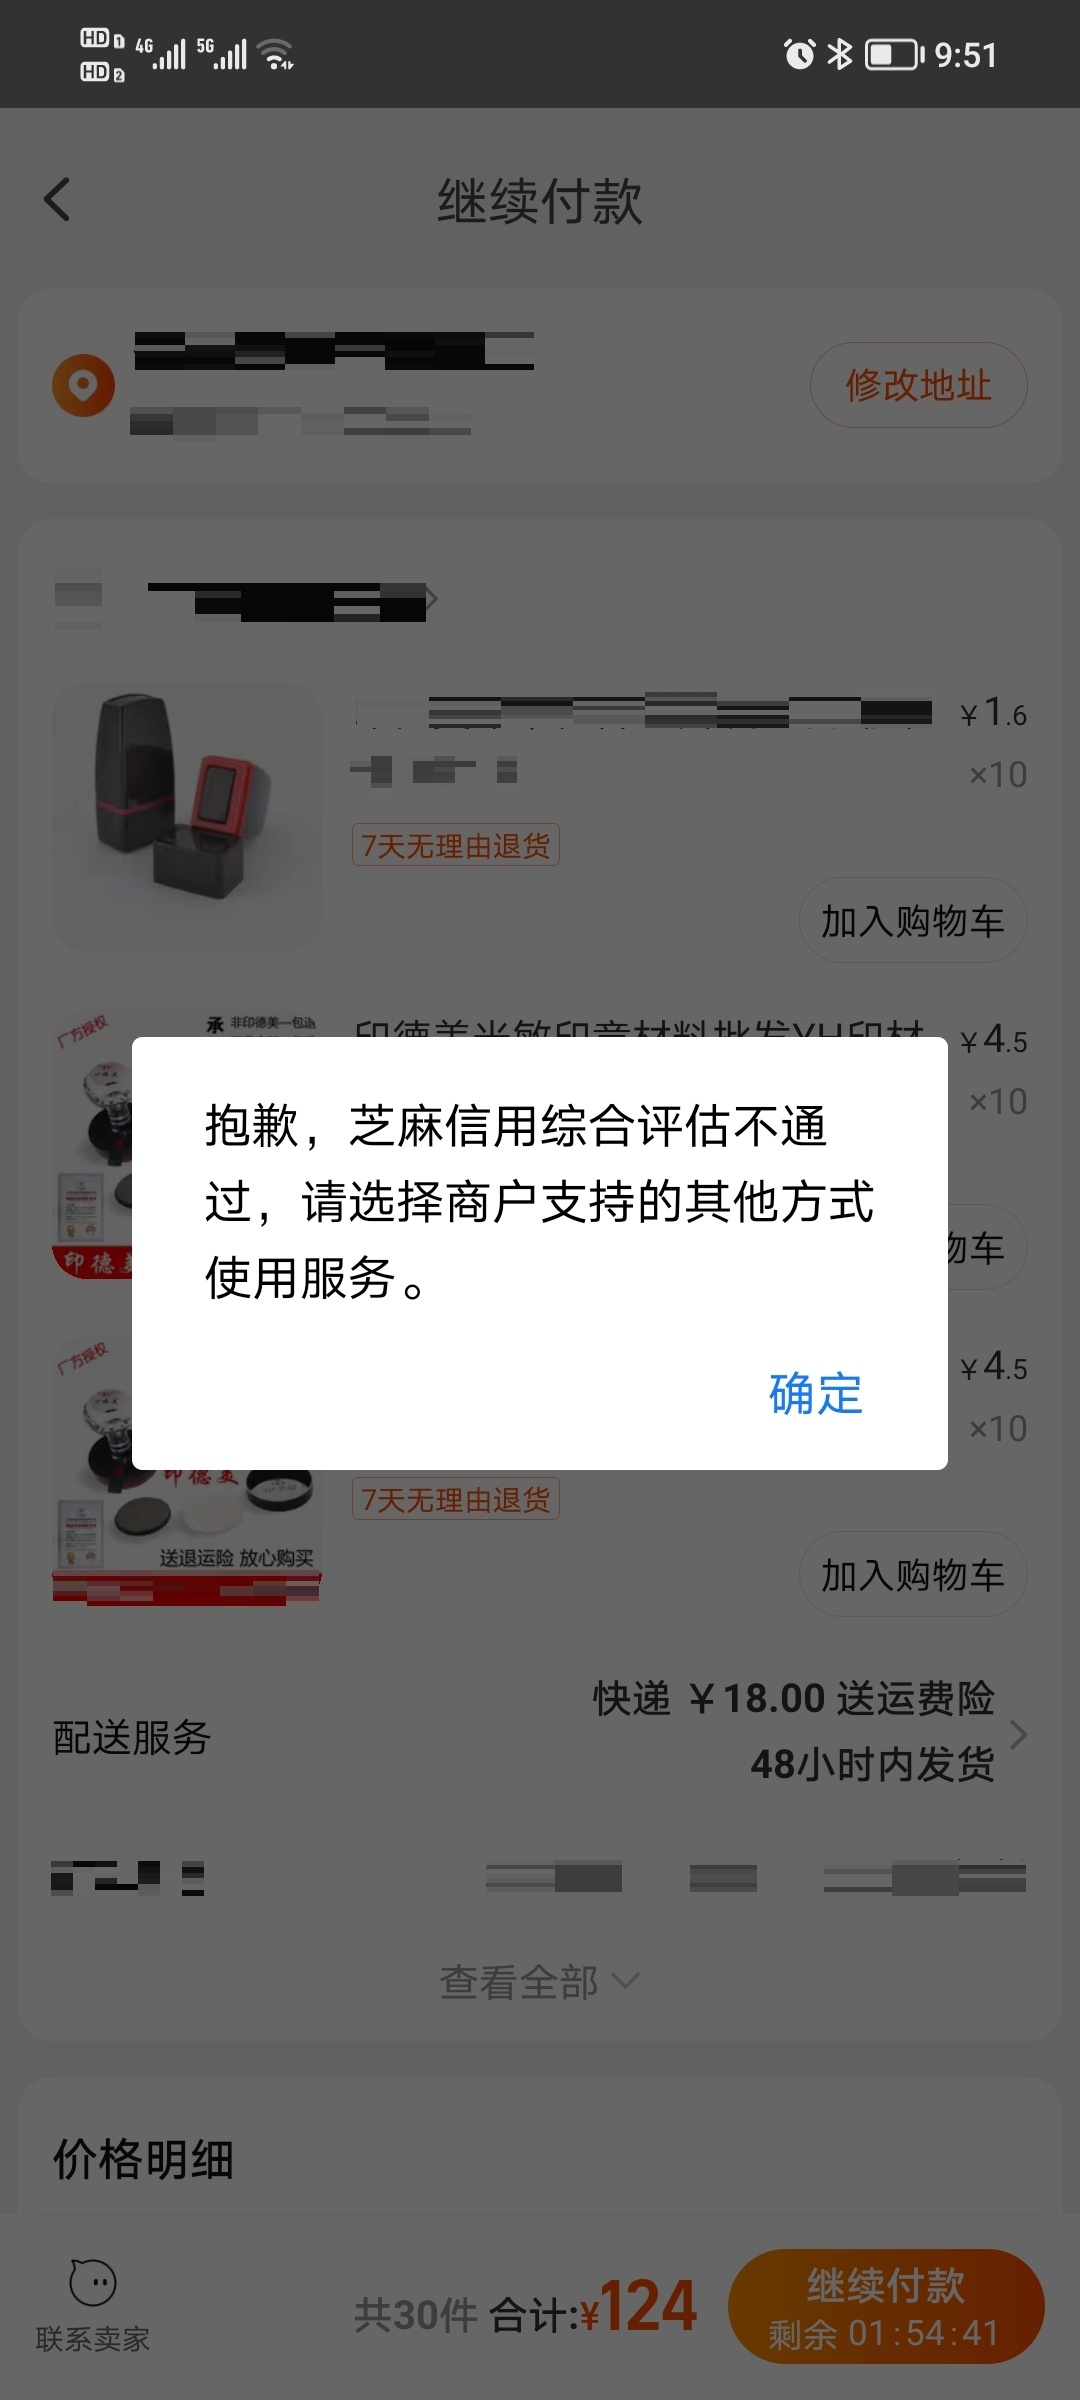 HD 1 4G 5G 9:51
HD 2
继续付款
修改地址
¥1.6
×10
7天无理由退货
加入购物车
厂方授权
承 非印德美一包退
印德美光敏印章材料批发YH印材
¥4.5
×10
抱歉，芝麻信用综合评估不通
过，请选择商户支持的其他方式
使用服务。
确定
物车
印德美
厂方授权
¥4.5
×10
印德美
7天无理由退货
送退运险 放心购买
加入购物车
快递 ¥18.00 送运费险
配送服务
48小时内发货
查看全部
价格明细
联系卖家
共30件 合计:¥124
继续付款
剩余 01:54:41